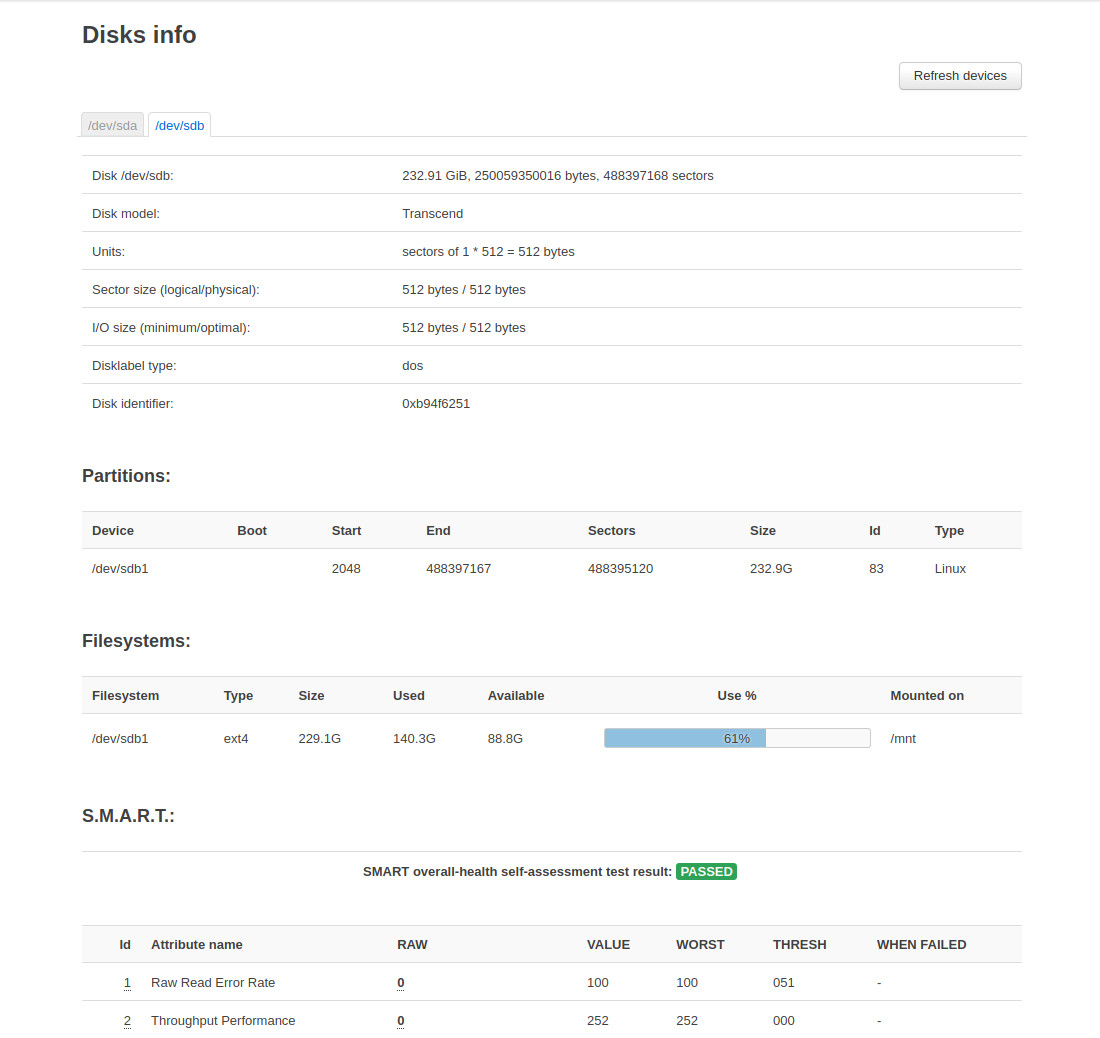 Disks info
Refresh devices
/dev/sda /dev/sdb
Disk /dev/sdb: 232.91 GiB, 250059350016 bytes, 488397168 sectors
Disk model: Transcend
Units: sectors of 1 * 512 = 512 bytes
Sector size (logical/physical): 512 bytes / 512 bytes
I/O size (minimum/optimal): 512 bytes / 512 bytes
Disklabel type: dos
Disk identifier: 0xb94f6251
Partitions:
Device Boot Start End Sectors Size Id Type
/dev/sdb1 2048 488397167 488395120 232.9G 83 Linux
Filesystems:
Filesystem Type Size Used Available Use % Mounted on
/dev/sdb1 ext4 229.1G 140.3G 88.8G 61% /mnt
S.M.A.R.T.:
SMART overall-health self-assessment test result: PASSED
Id Attribute name RAW VALUE WORST THRESH WHEN FAILED
1 Raw Read Error Rate 0 100 100 051 -
2 Throughput Performance 0 252 252 000 -